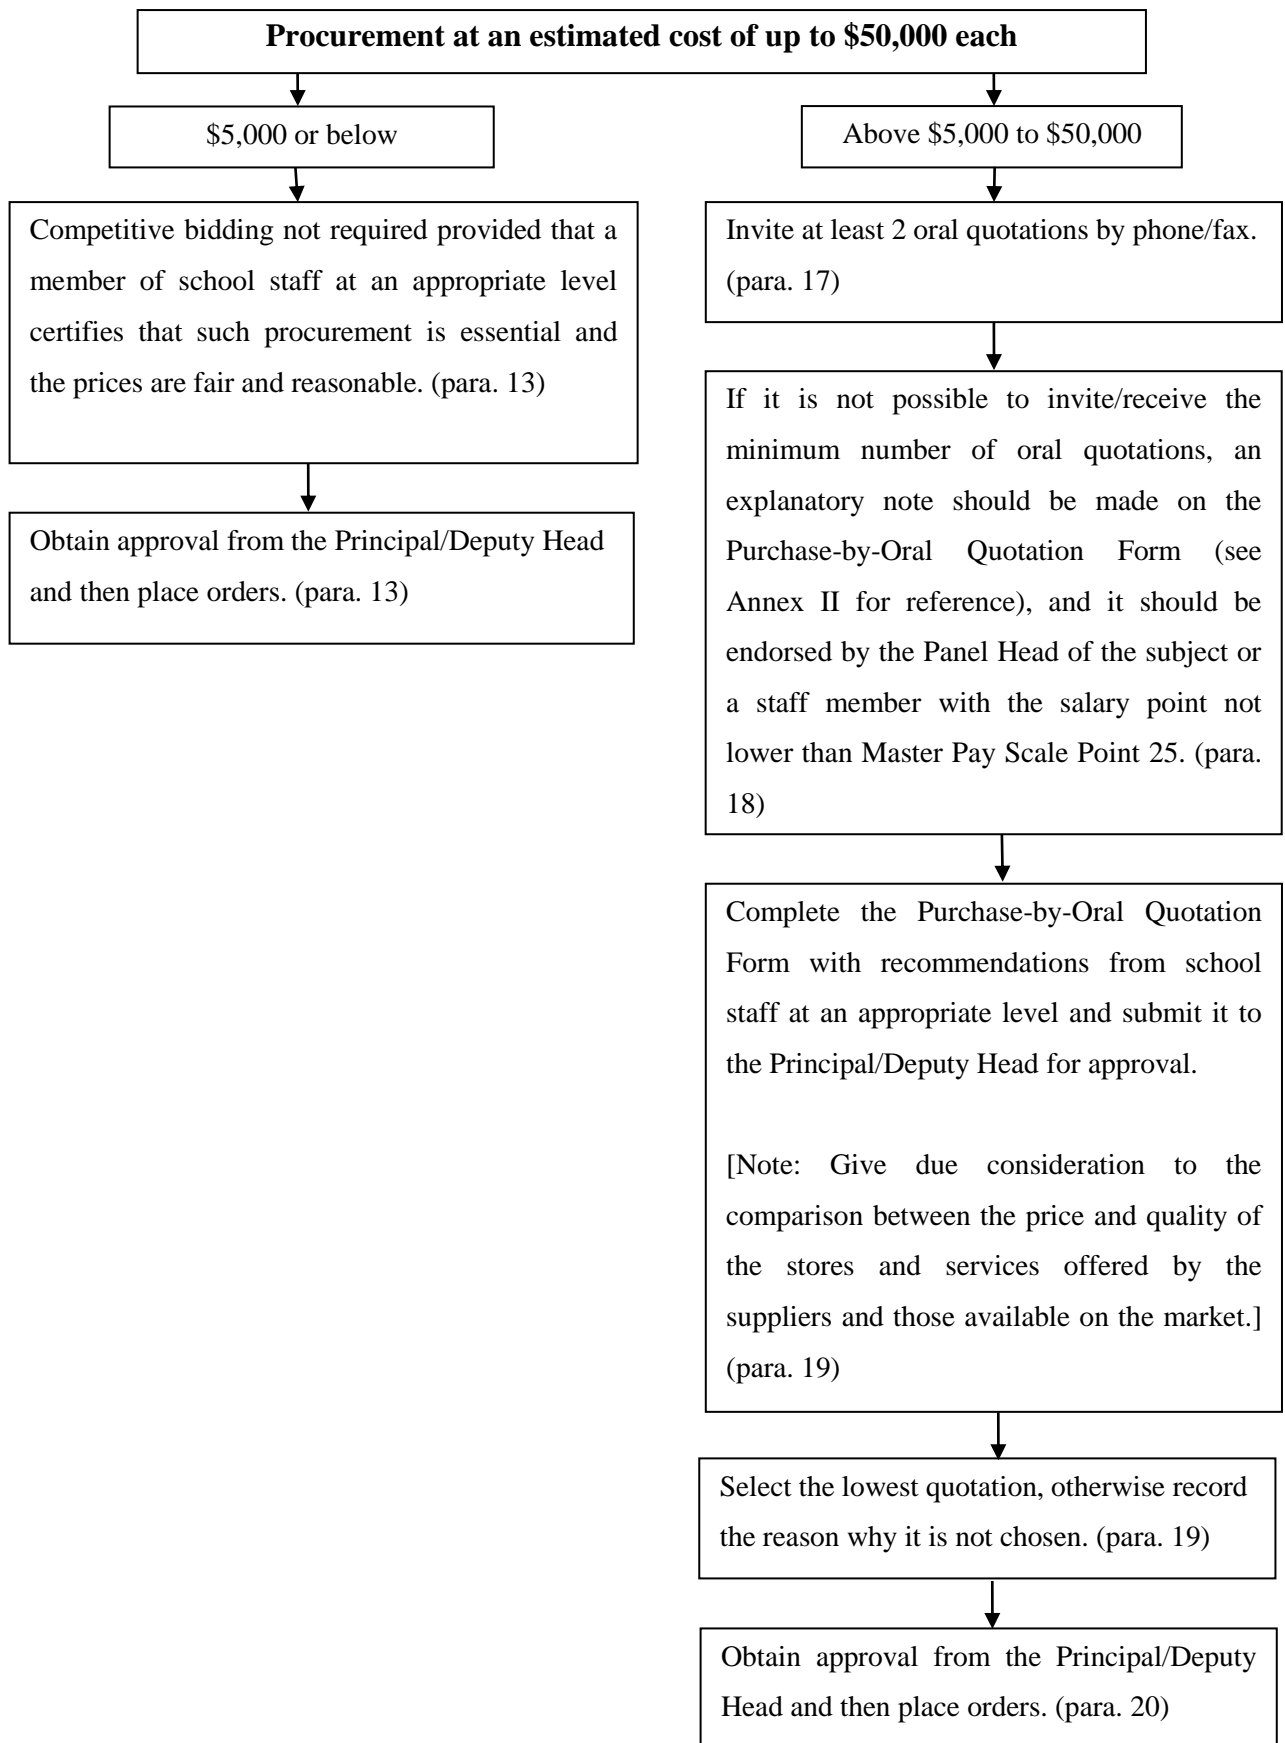 Procurement at an estimated cost of up to $50,000 each
$5,000 or below
Competitive bidding not required provided that a
member of school staff at an appropriate level
certifies that such procurement is essential and
the prices are fair and reasonable. (para. 13)
Obtain approval from the Principal/Deputy Head
and then place orders. (para. 13)
Above $5,000 to $50,000
Invite at least 2 oral quotations by phone/fax.
(para. 17)
If it is not possible to invite/receive the
minimum number of oral quotations, an
explanatory note should be made on the
Purchase-by-Oral Quotation Form (see
Annex II for reference), and it should be
endorsed by the Panel Head of the subject or
a staff member with the salary point not
lower than Master Pay Scale Point 25. (para.
18)
Complete the Purchase-by-Oral Quotation
Form with recommendations from school
staff at an appropriate level and submit it to
the Principal/Deputy Head for approval.
[Note: Give due consideration to the
comparison between the price and quality of
the stores and services offered by the
suppliers and those available on the market.]
(para. 19)
Select the lowest quotation, otherwise record
the reason why it is not chosen. (para. 19)
Obtain approval from the Principal/Deputy
Head and then place orders. (para. 20)